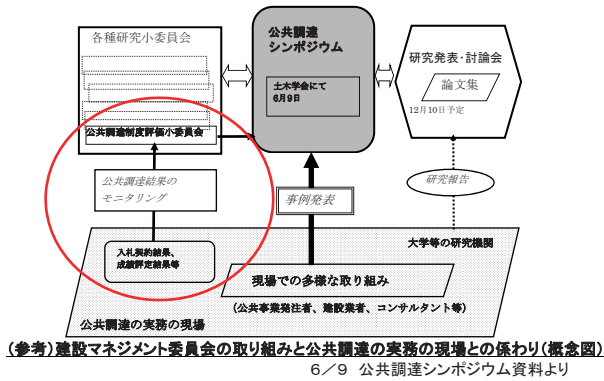 各種研究小委員会
公共調達制度評価小委員会
公共調達
シンポジウム
土木学会にて
6月9日
研究発表・討論会
論文集
12月10日予定
公共調達結果の
モニタリング
事例発表
研究報告
大学等の研究機関
入札契約結果、
成績評定結果等
現場での多様な取り組み
(公共事業発注者、建設業者、コンサルタント等)
公共調達の実務の現場
(参考)建設マネジメント委員会の取り組みと公共調達の実務の現場との係わり(概念図)
6/9 公共調達シンポジウム資料より